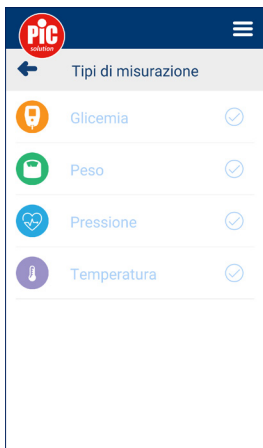 PiC
solution
Tipi di misurazione
Glicemia
Peso
Pressione
Temperatura